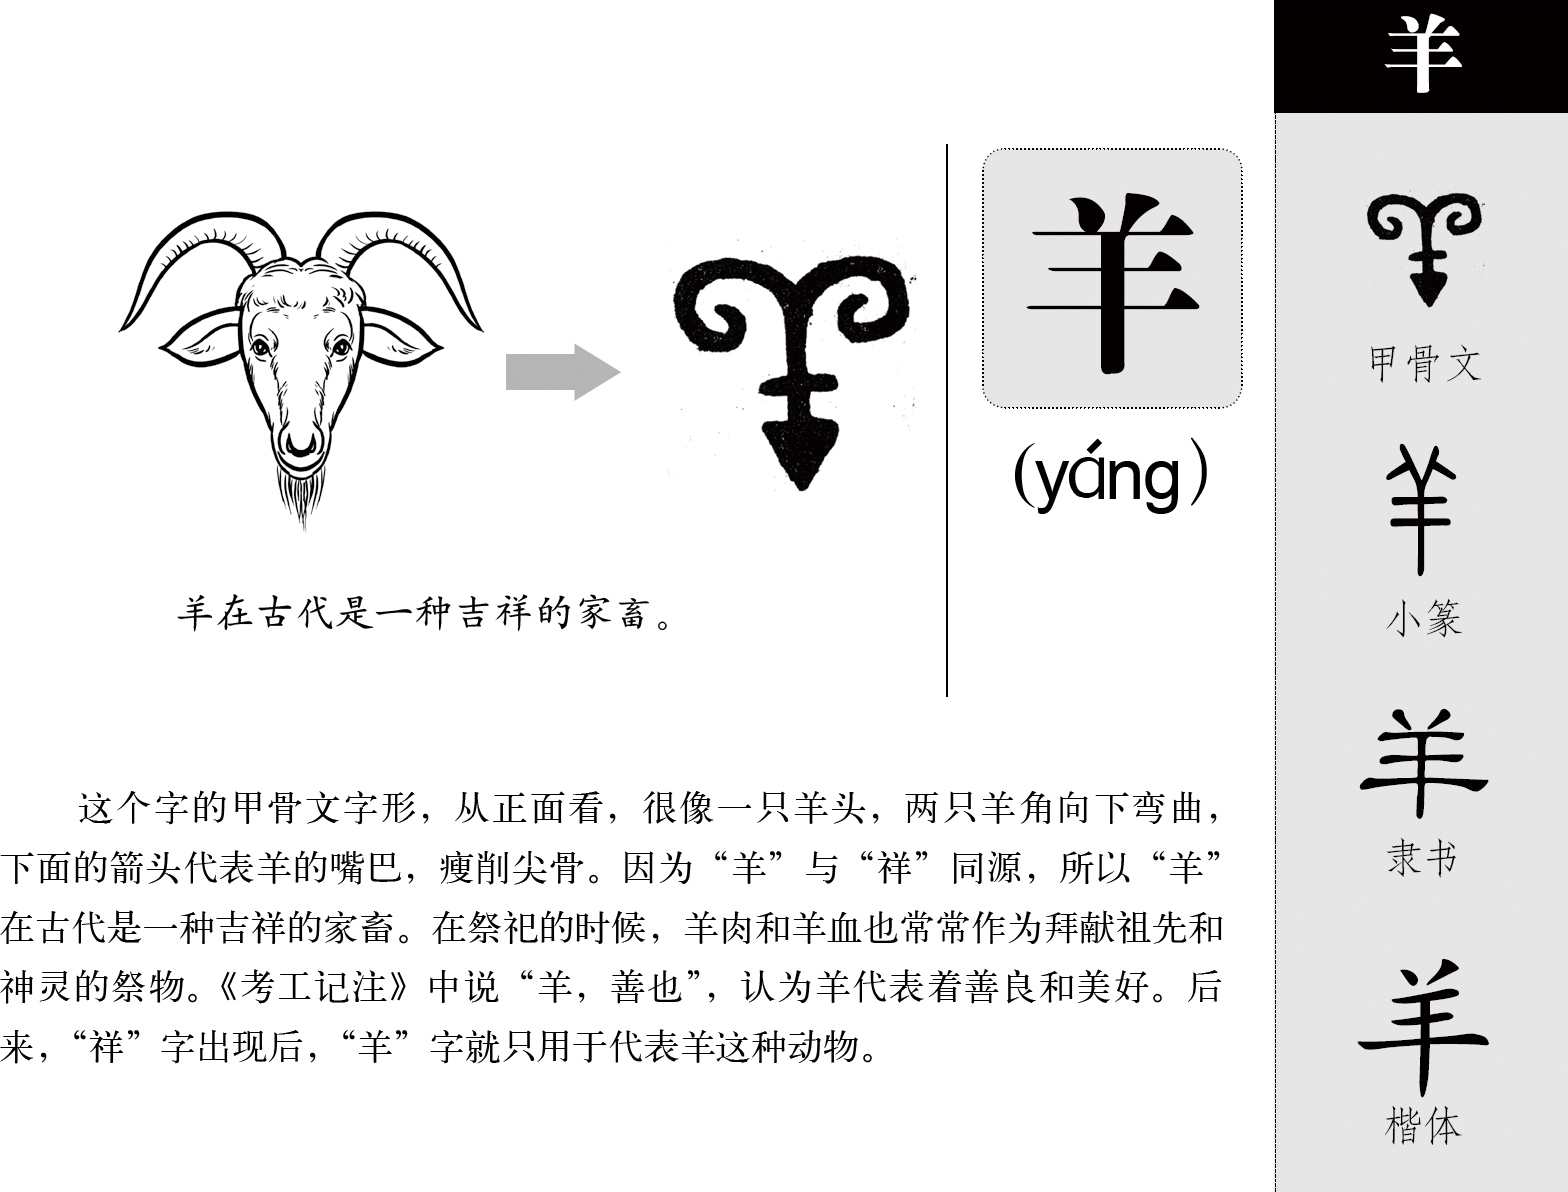 羊
(yáng)
羊在古代是一种吉祥的家畜。
这个字的甲骨文字形，从正面看，很像一只羊头，两只羊角向下弯曲，
下面的箭头代表羊的嘴巴，瘦削尖骨。因为“羊”与“祥”同源，所以“羊”
在古代是一种吉祥的家畜。在祭祀的时候，羊肉和羊血也常常作为拜献祖先和
神灵的祭物。《考工记注》中说“羊，善也”，认为羊代表着善良和美好。后
来，“祥”字出现后，“羊”字就只用于代表羊这种动物。
羊
甲骨文
羊
小篆
羊
隶书
羊
楷体